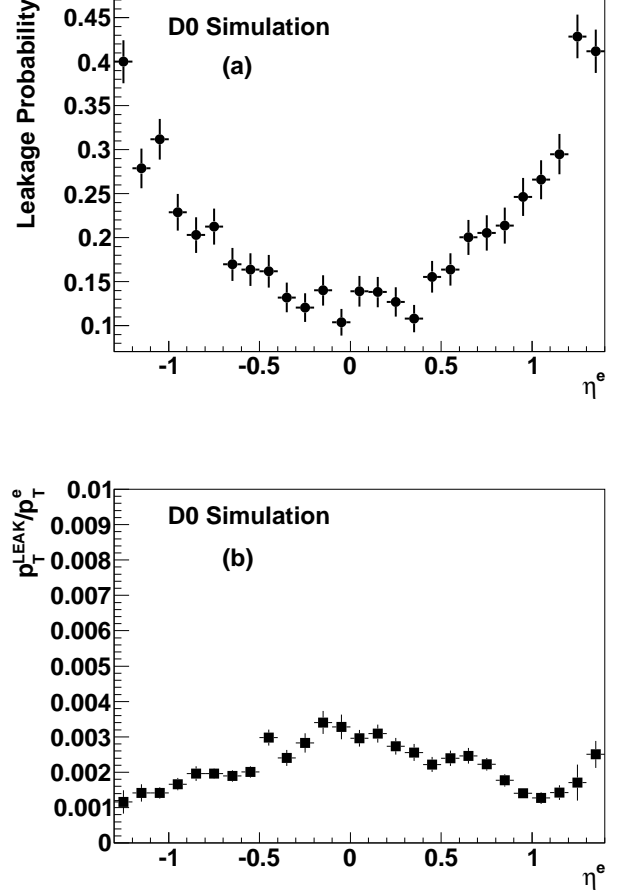 Leakage Probability
0.45
0.4
0.35
0.3
0.25
0.2
0.15
0.1
D0 Simulation
(a)
-1 -0.5 0 0.5 1
η^e
p_T^LEAK/p_T^e
0.01
0.009
0.008
0.007
0.006
0.005
0.004
0.003
0.002
0.001
0
D0 Simulation
(b)
-1 -0.5 0 0.5 1
η^e